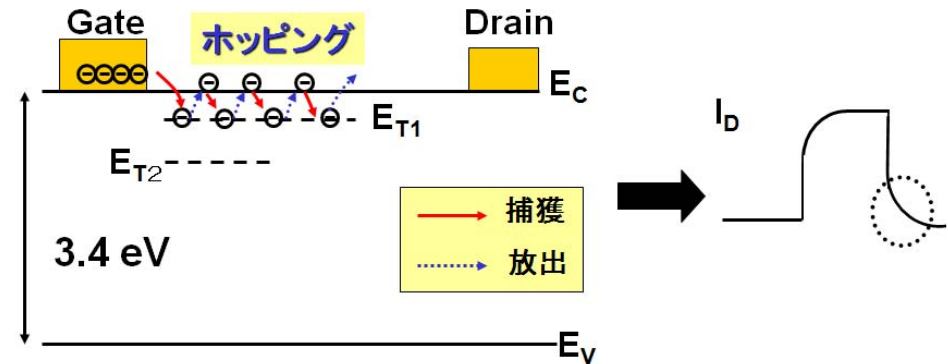 Gate
ホッピング
Drain
⊖⊖⊖⊖
E_C
E_T1
I_D
E_T2
捕獲
3.4 eV
放出
E_V